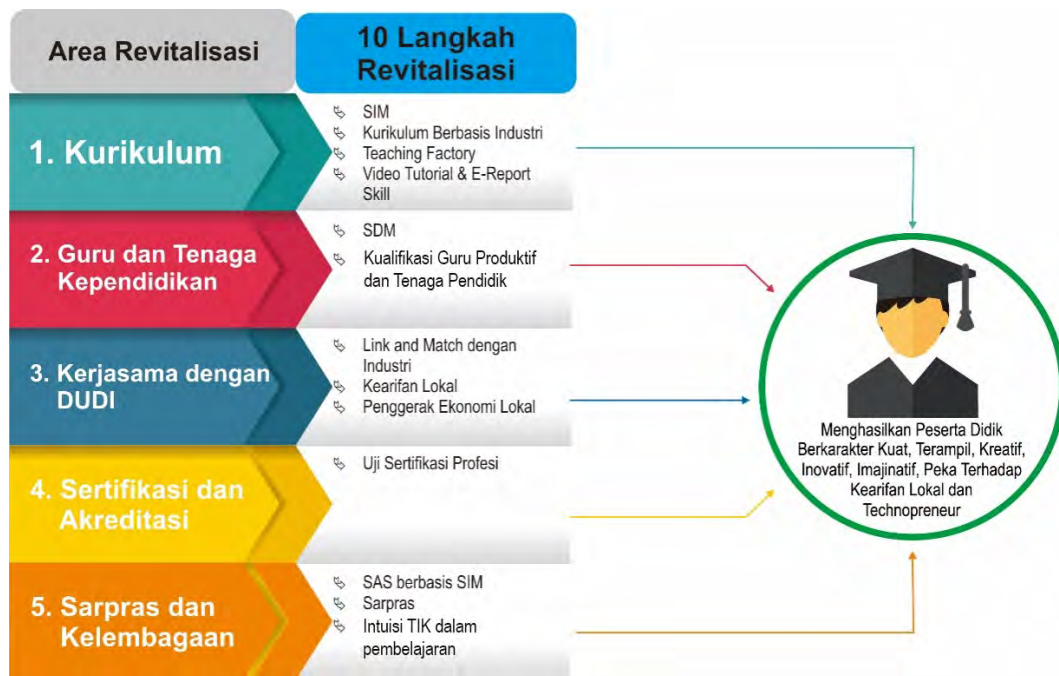 Area Revitalisasi
10 Langkah
Revitalisasi
1. Kurikulum
SIM
Kurikulum Berbasis Industri
Teaching Factory
Video Tutorial & E-Report
Skill
2. Guru dan Tenaga
Kependidikan
SDM
Kualifikasi Guru Produktif
dan Tenaga Pendidik
3. Kerjasama dengan
DUDI
Link and Match dengan
Industri
Kearifan Lokal
Penggerak Ekonomi Lokal
4. Sertifikasi dan
Akreditasi
Uji Sertifikasi Profesi
5. Sarpras dan
Kelembagaan
SAS berbasis SIM
Sarpras
Intuisi TIK dalam
pembelajaran
Menghasilkan Peserta Didik
Berkarakter Kuat, Terampil, Kreatif,
Inovatif, Imajinatif, Peka Terhadap
Kearifan Lokal dan
Technopreneur